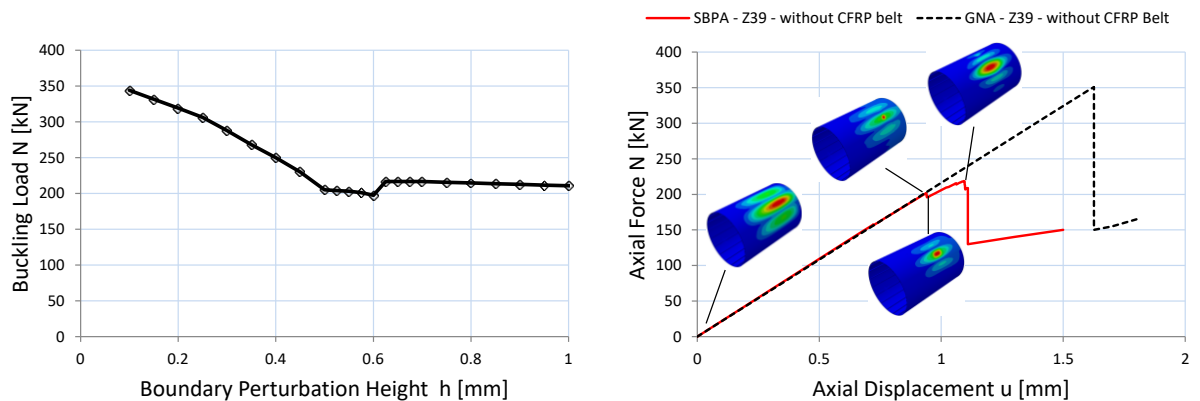 400
350
300
250
200
150
100
50
0
Buckling Load N [kN]
0 0.2 0.4 0.6 0.8 1
Boundary Perturbation Height h [mm]
SBPA - Z39 - without CFRP belt GNA - Z39 - without CFRP Belt
400
350
300
250
200
150
100
50
0
Axial Force N [kN]
0 0.5 1 1.5 2
Axial Displacement u [mm]